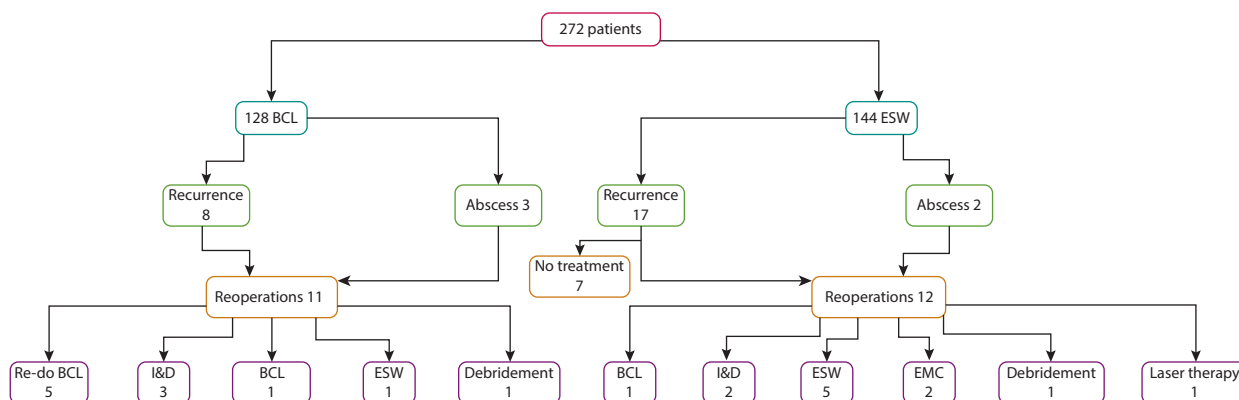 272 patients
128 BCL
144 ESW
Recurrence
8
Abscess 3
Recurrence
17
Abscess 2
No treatment
7
Reoperations 11
Reoperations 12
Re-do BCL
5
I&D
3
BCL
1
ESW
1
Debridement
1
BCL
1
I&D
2
ESW
5
EMC
2
Debridement
1
Laser therapy
1